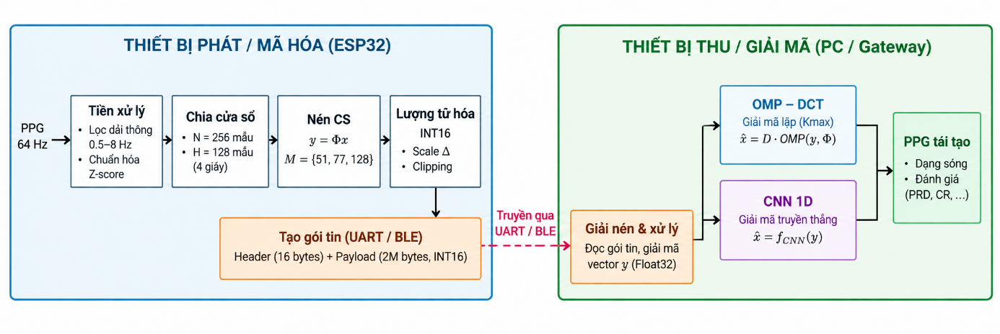 THIẾT BỊ PHÁT / MÃ HÓA (ESP32)
PPG
64 Hz
Tiền xử lý
• Lọc dải thông
0.5–8 Hz
• Chuẩn hóa
Z-score
Chia cửa sổ
• N = 256 mẫu
• H = 128 mẫu
(4 giáy)
Nén CS
y = Φx
M = {51, 77, 128}
Lượng tữ hóa
INT16
• Scale Δ
• Clipping
Tạo gói tin (UART / BLE)
Header (16 bytes) + Payload (2M bytes, INT16)
Truyền qua
UART / BLE
THIẾT BỊ THU / GIẢI MÃ (PC / Gateway)
Giải nén & xử lý
Đọc gói tin, giải mã
vector y (Float32)
OMP – DCT
Giải mã lặp (Kmax)
x̂ = D · OMP(y, Φ)
CNN 1D
Giải mã truyền thẳng
x̂ = f_CNN(y)
PPG tái tạo
• Dạng sóng
• Đánh giá
(PRD, CR, ...)